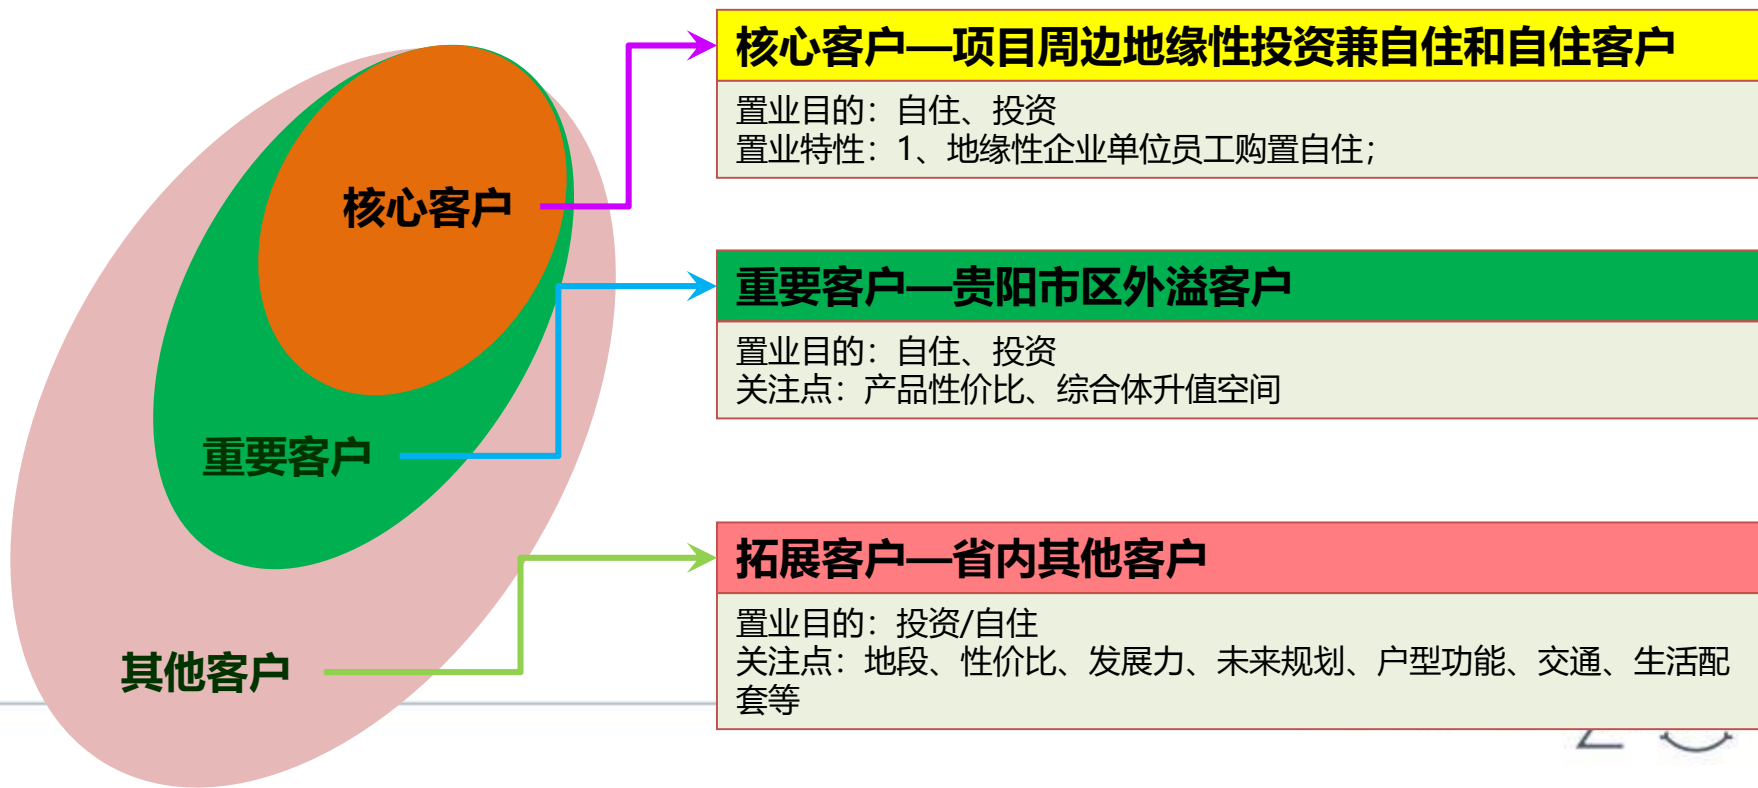 核心客户—项目周边地缘性投资兼自住和自住客户
置业目的：自住、投资
置业特性：1、地缘性企业单位员工购置自住；
核心客户
重要客户—贵阳市区外溢客户
置业目的：自住、投资
关注点：产品性价比、综合体升值空间
重要客户
拓展客户—省内其他客户
置业目的：投资/自住
关注点：地段、性价比、发展力、未来规划、户型功能、交通、生活配
套等
其他客户